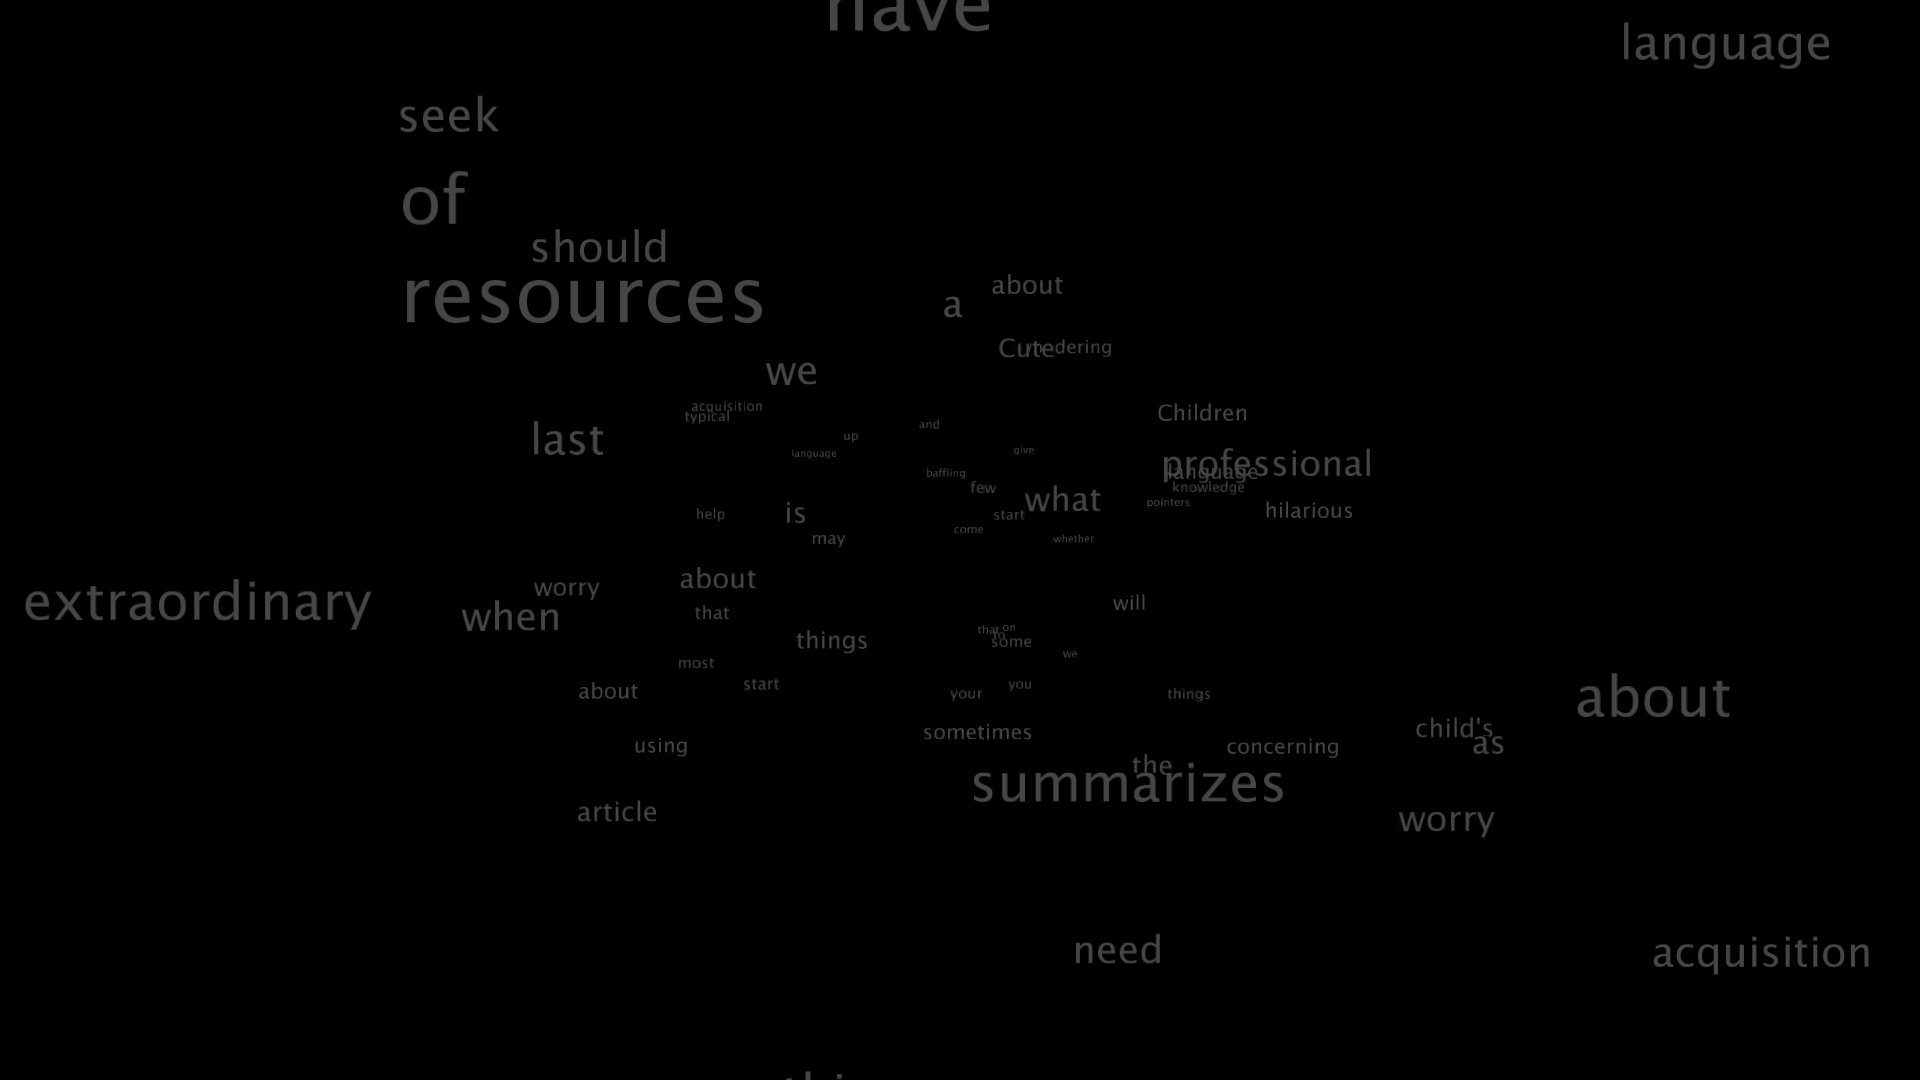 have
language
seek
of
should
resources
about
a
Cute
we
acquisition
typical
Children
last
and
up
language
give
professional
language
baffling
knowledge
few
what
pointers
hilarious
is
help
start
may
come
whether
about
worry
extraordinary
when
that
will
things
that
on
to
some
we
most
start
about
your
you
things
about
sometimes
child's
as
using
concerning
the
summarizes
article
worry
need
acquisition